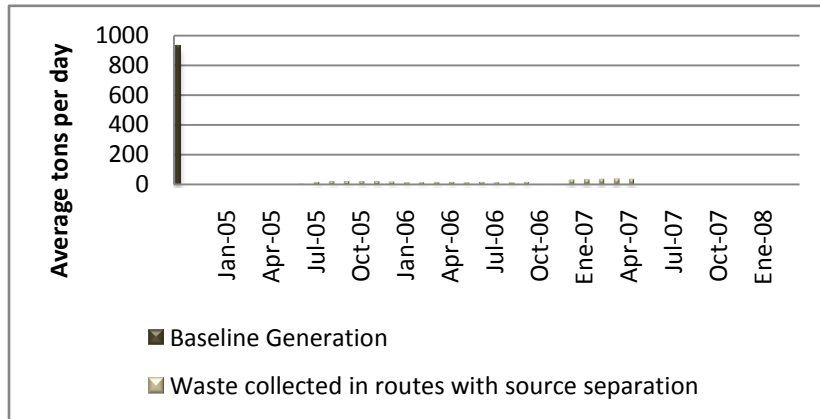 Average tons per day
1000
800
600
400
200
0
Jan-05
Apr-05
Jul-05
Oct-05
Jan-06
Apr-06
Jul-06
Oct-06
Ene-07
Apr-07
Jul-07
Oct-07
Ene-08
Baseline Generation
Waste collected in routes with source separation